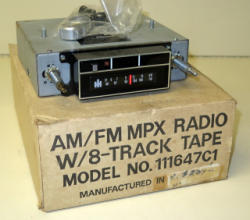 AM/FM MPX RADIO
W/8-TRACK TAPE
MODEL NO. 111647C1
MANUFACTURED IN